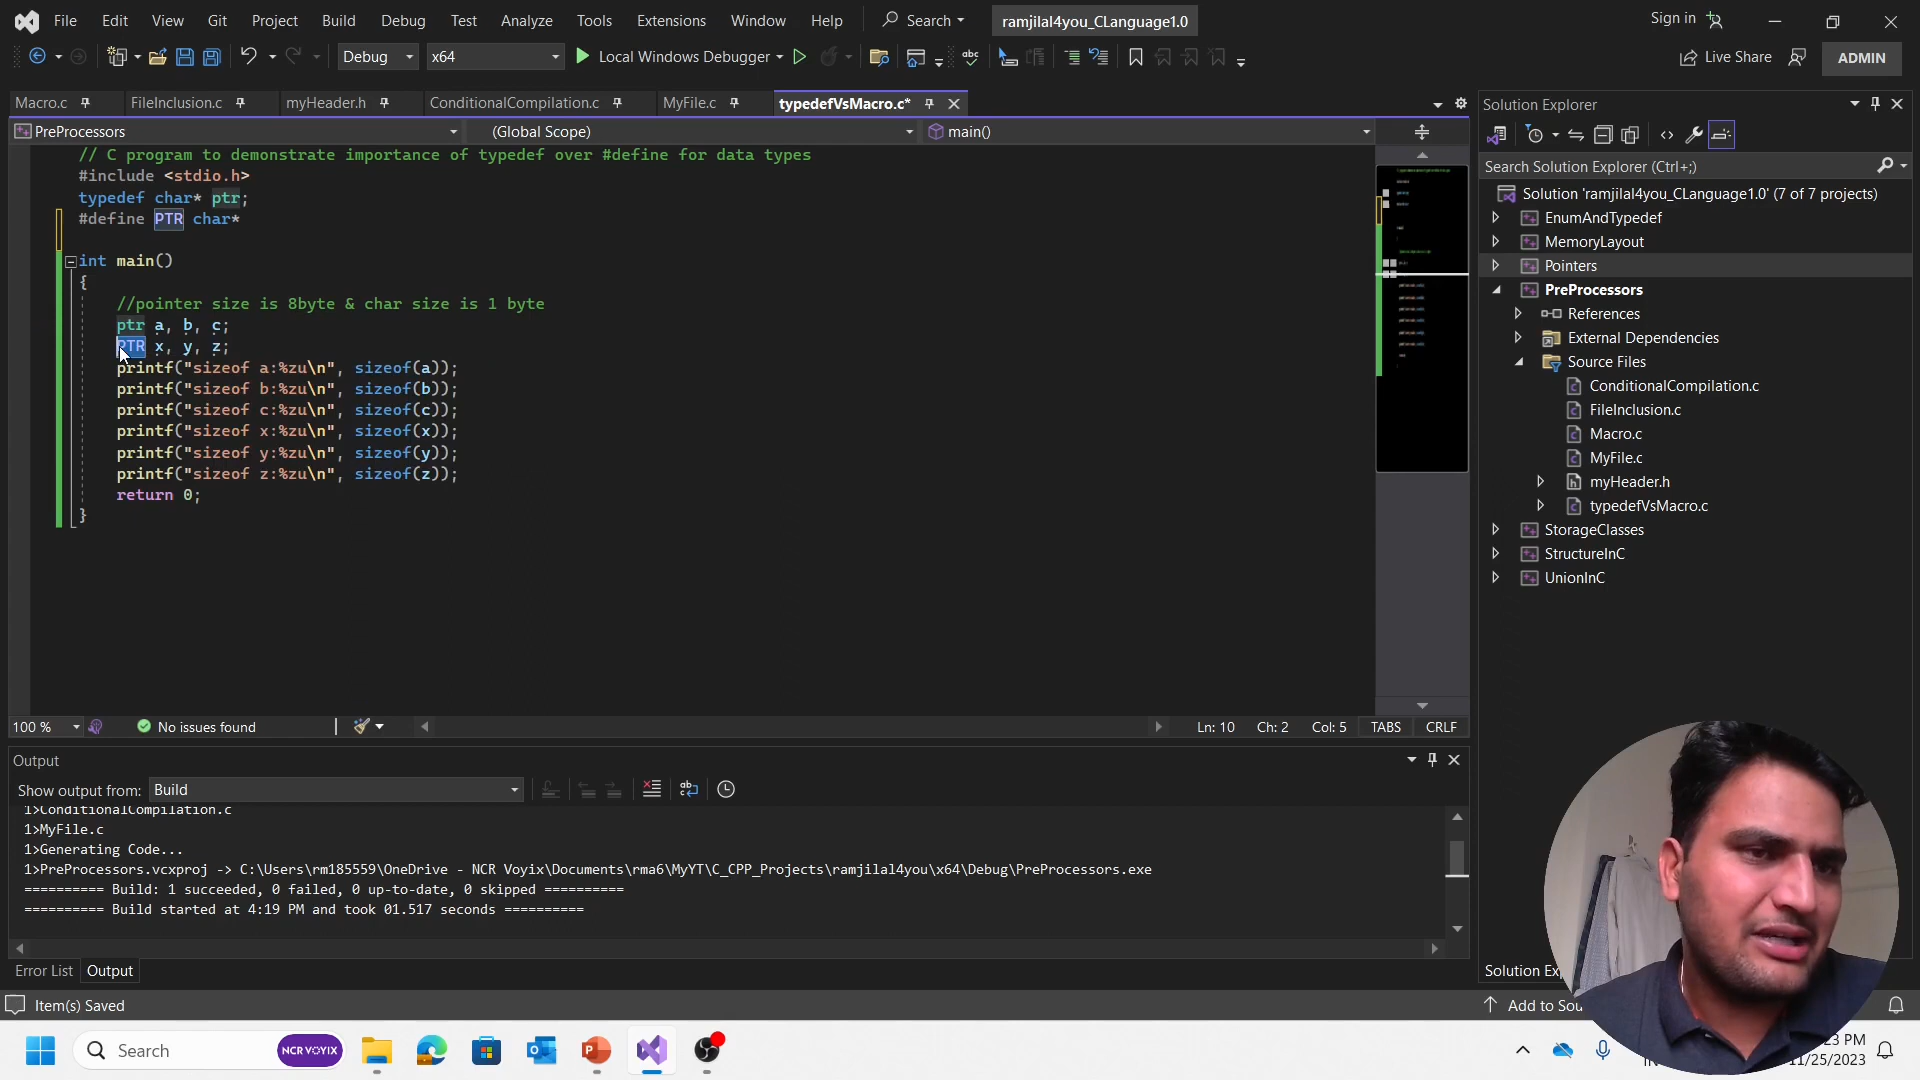 File Edit View Git Project Build Debug Test Analyze Tools Extensions Window Help Search ramjilal4you_CLanguage1.0 Sign in
Debug x64 Local Windows Debugger Live Share ADMIN
Macro.c FileInclusion.c myHeader.h ConditionalCompilation.c MyFile.c typedefVsMacro.c*
PreProcessors (Global Scope) main()
// C program to demonstrate importance of typedef over #define for data types
#include <stdio.h>
typedef char* ptr;
#define PTR char*
int main()
{
//pointer size is 8byte & char size is 1 byte
ptr a, b, c;
PTR x, y, z;
printf("sizeof a:%zu\n", sizeof(a));
printf("sizeof b:%zu\n", sizeof(b));
printf("sizeof c:%zu\n", sizeof(c));
printf("sizeof x:%zu\n", sizeof(x));
printf("sizeof y:%zu\n", sizeof(y));
printf("sizeof z:%zu\n", sizeof(z));
return 0;
}
100 % No issues found Ln: 10 Ch: 2 Col: 5 TABS CRLF
Output
Show output from: Build
1>ConditionalCompilation.c
1>MyFile.c
1>Generating Code...
1>PreProcessors.vcxproj -> C:\Users\rm185559\OneDrive - NCR Voyix\Documents\rma6\MyYT\C_CPP_Projects\ramjilal4you\x64\Debug\PreProcessors.exe
========== Build: 1 succeeded, 0 failed, 0 up-to-date, 0 skipped ==========
========== Build started at 4:19 PM and took 01.517 seconds ==========
Error List Output
Solution Explorer
Search Solution Explorer (Ctrl+;)
Solution 'ramjilal4you_CLanguage1.0' (7 of 7 projects)
EnumAndTypedef
MemoryLayout
Pointers
PreProcessors
References
External Dependencies
Source Files
ConditionalCompilation.c
FileInclusion.c
Macro.c
MyFile.c
myHeader.h
typedefVsMacro.c
StorageClasses
StructureInC
UnionInC
Solution
Item(s) Saved Add to
Search NCR VOYIX
PM
11/25/2023